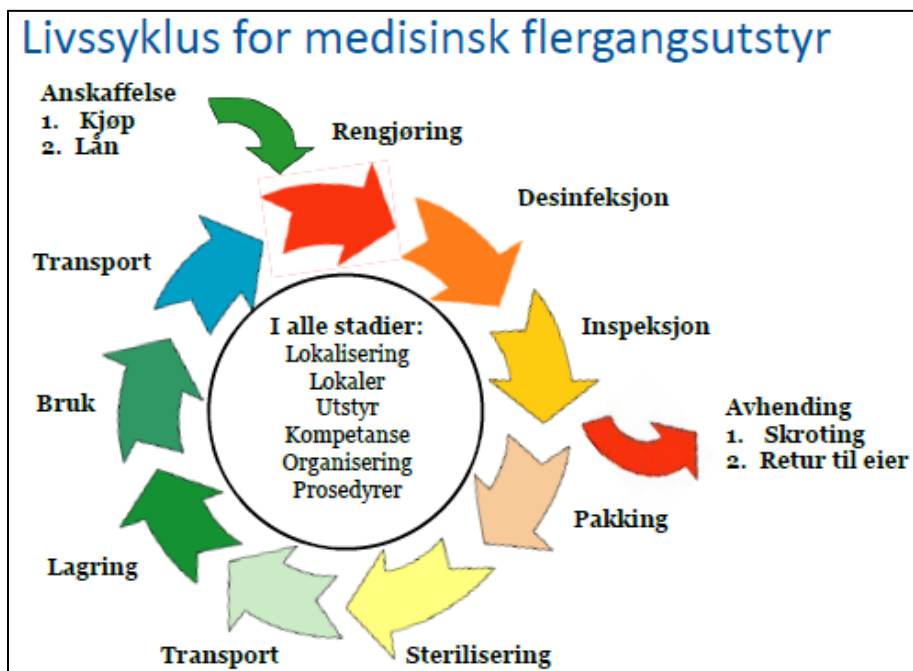 Livssyklus for medisinsk flergangsutstyr
Anskaffelse
1. Kjøp
2. Lån
Rengjøring
Desinfeksjon
Inspeksjon
Avhending
1. Skroting
2. Retur til eier
Pakking
Sterilisering
Transport
Lagring
Bruk
Transport
I alle stadier:
Lokalisering
Lokaler
Utstyr
Kompetanse
Organisering
Prosedyrer